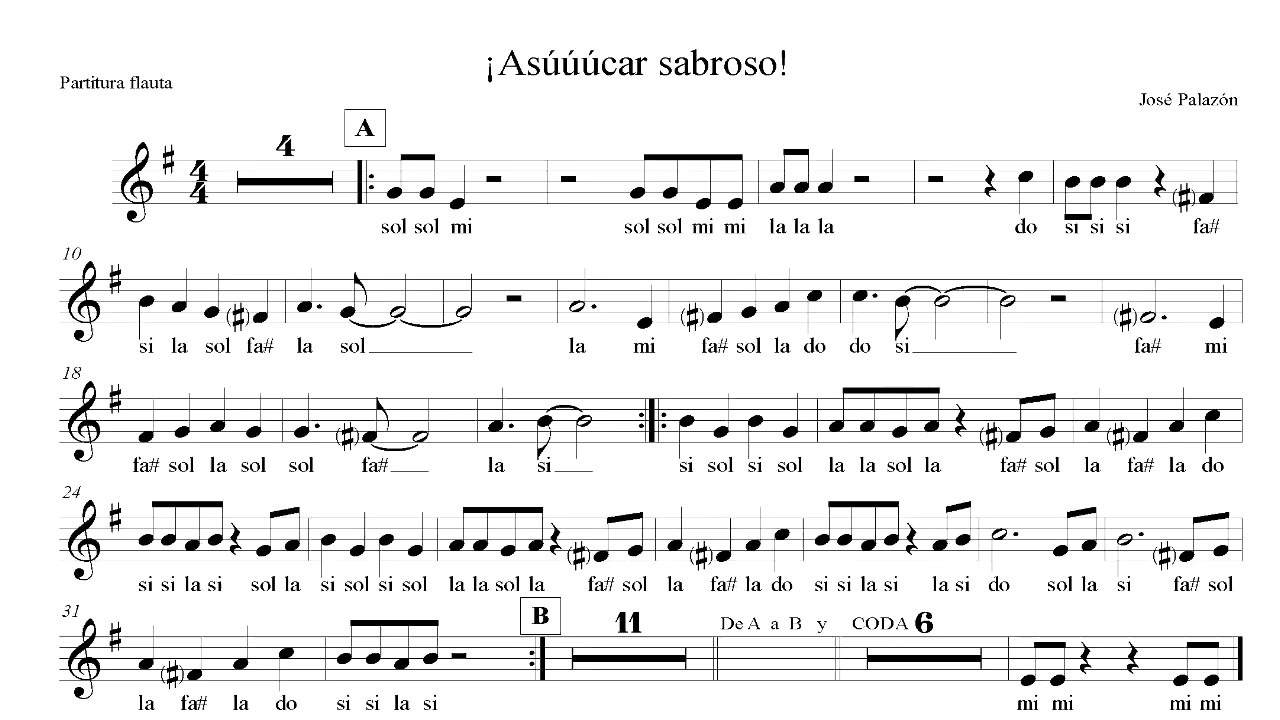 ¡Asúúúcar sabroso!
Partitura flauta
José Palazón
4 A
4 4
sol sol mi sol sol mi mi la la la do si si si fa#
10
si la sol fa# la sol la mi fa# sol la do do si fa# mi
18
fa# sol la sol sol fa# la si si sol si sol la la sol la fa# sol la fa# la do
24
si si la si sol la si sol si sol la la sol la fa# sol la fa# la do si si la si la si do sol la si fa# sol
31 B 11 De A a B y CODA 6
la fa# la do si si la si mi mi mi mi